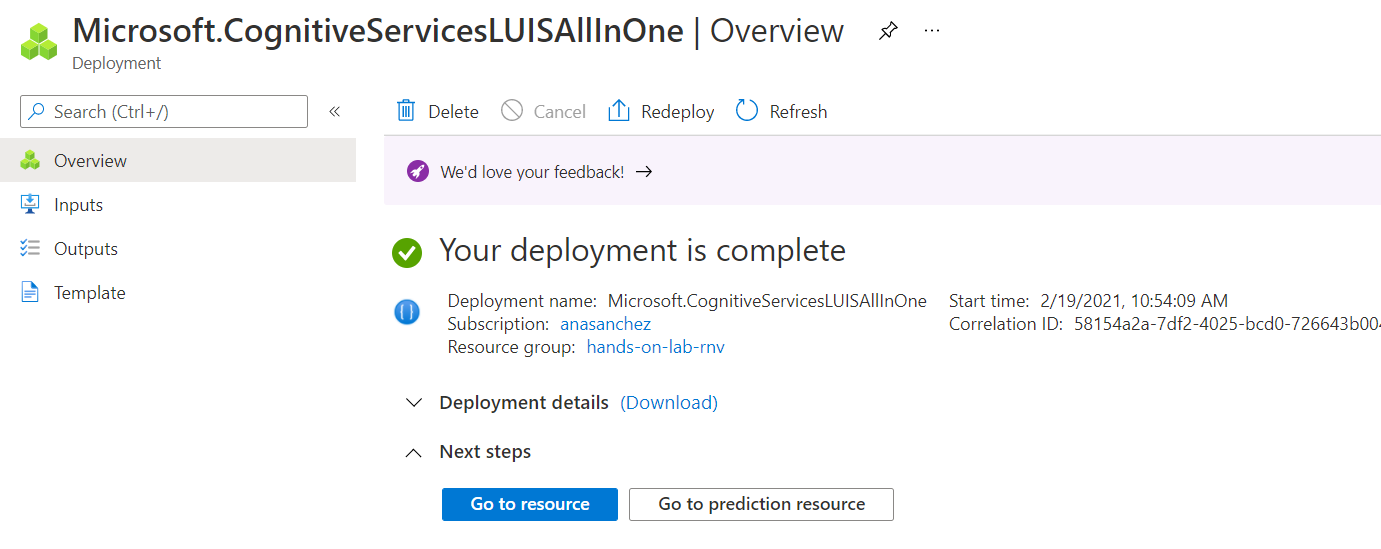 Microsoft.CognitiveServicesLUISAllInOne | Overview
Deployment
Search (Ctrl+/)
Delete
Cancel
Redeploy
Refresh
Overview
Inputs
Outputs
Template
We'd love your feedback!
Your deployment is complete
Deployment name: Microsoft.CognitiveServicesLUISAllInOne
Subscription: anasanchez
Resource group: hands-on-lab-rnv
Start time: 2/19/2021, 10:54:09 AM
Correlation ID: 58154a2a-7df2-4025-bcd0-726643b004
Deployment details (Download)
Next steps
Go to resource
Go to prediction resource